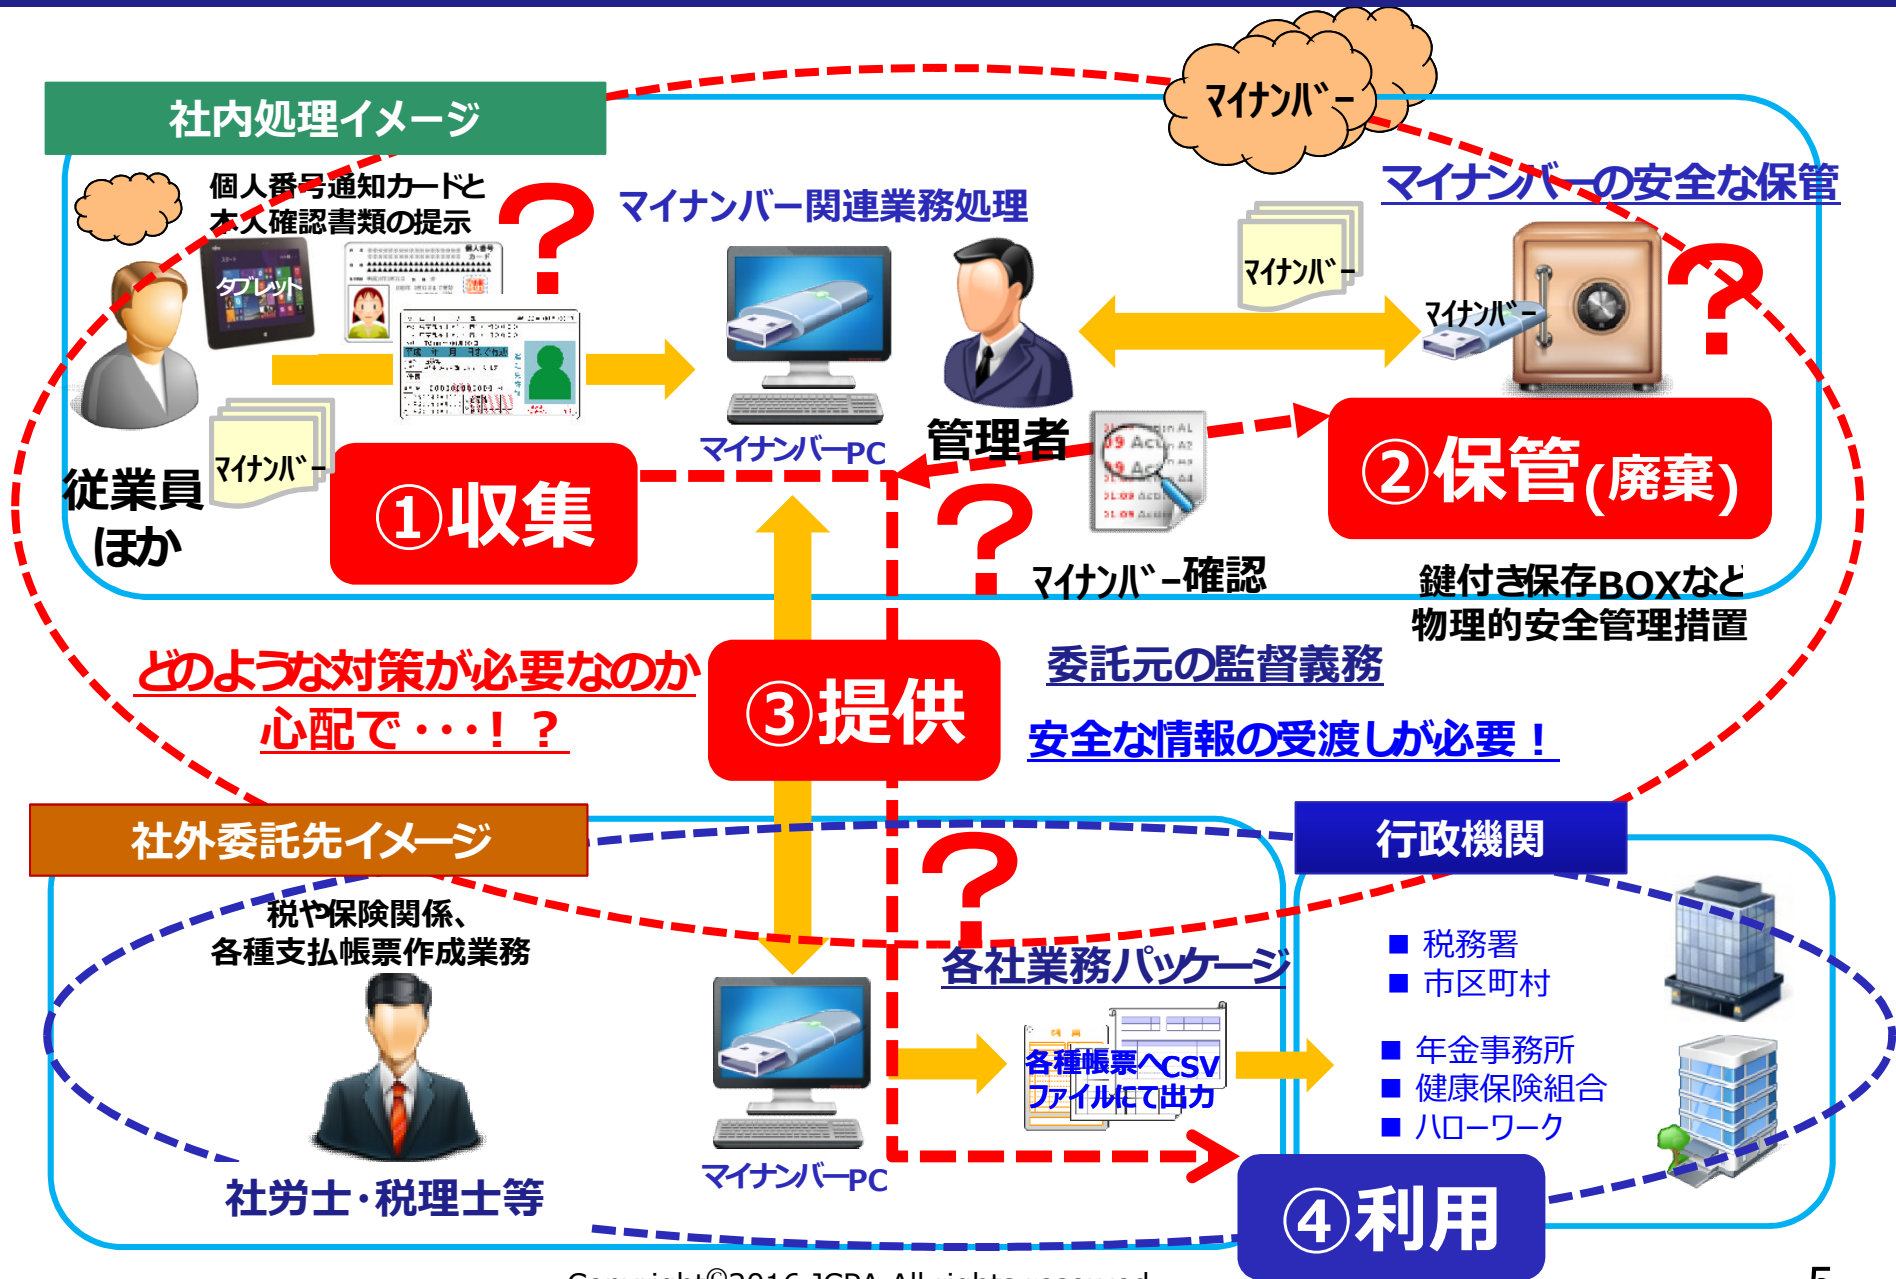 マイナンバー
社内処理イメージ
個人番号通知カードと
本人確認書類の提示
マイナンバー関連業務処理
マイナンバーの安全な保管
?
?
タブレット
個人番号
カード
マイナンバー
マイナンバー
マイナンバーPC
管理者
従業員
ほか
マイナンバー
①収集
②保管(廃棄)
?
マイナンバー確認
鍵付き保存BOXなど
物理的安全管理措置
どのような対策が必要なのか
心配で・・・！？
③提供
委託元の監督義務
安全な情報の受渡しが必要！
社外委託先イメージ
行政機関
?
税や保険関係、
各種支払帳票作成業務
各社業務パッケージ
■ 税務署
■ 市区町村
■ 年金事務所
■ 健康保険組合
■ ハローワーク
各種帳票へCSV
ファイルにて出力
マイナンバーPC
社労士・税理士等
④利用
Copyright©2016 JCPA All rights reserved
5